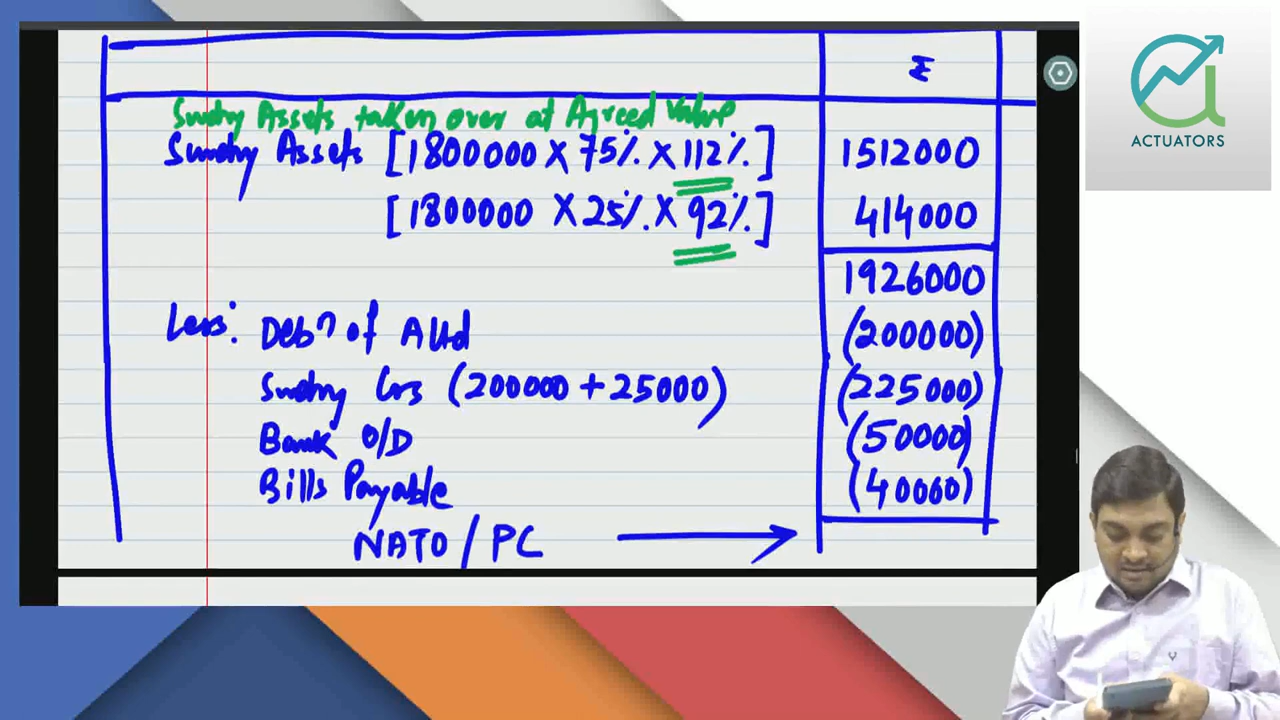 ₹
Sundry Assets taken over at Agreed Value
Sundry Assets [1800000 X 75% X 112%] 1512000
[1800000 X 25% X 92%] 414000
1926000
Less: Debn of A Ltd (200000)
Sundry Crs (200000 + 25000) (225000)
Bank O/D (50000)
Bills Payable (40000)
NATO / PC
ACTUATORS